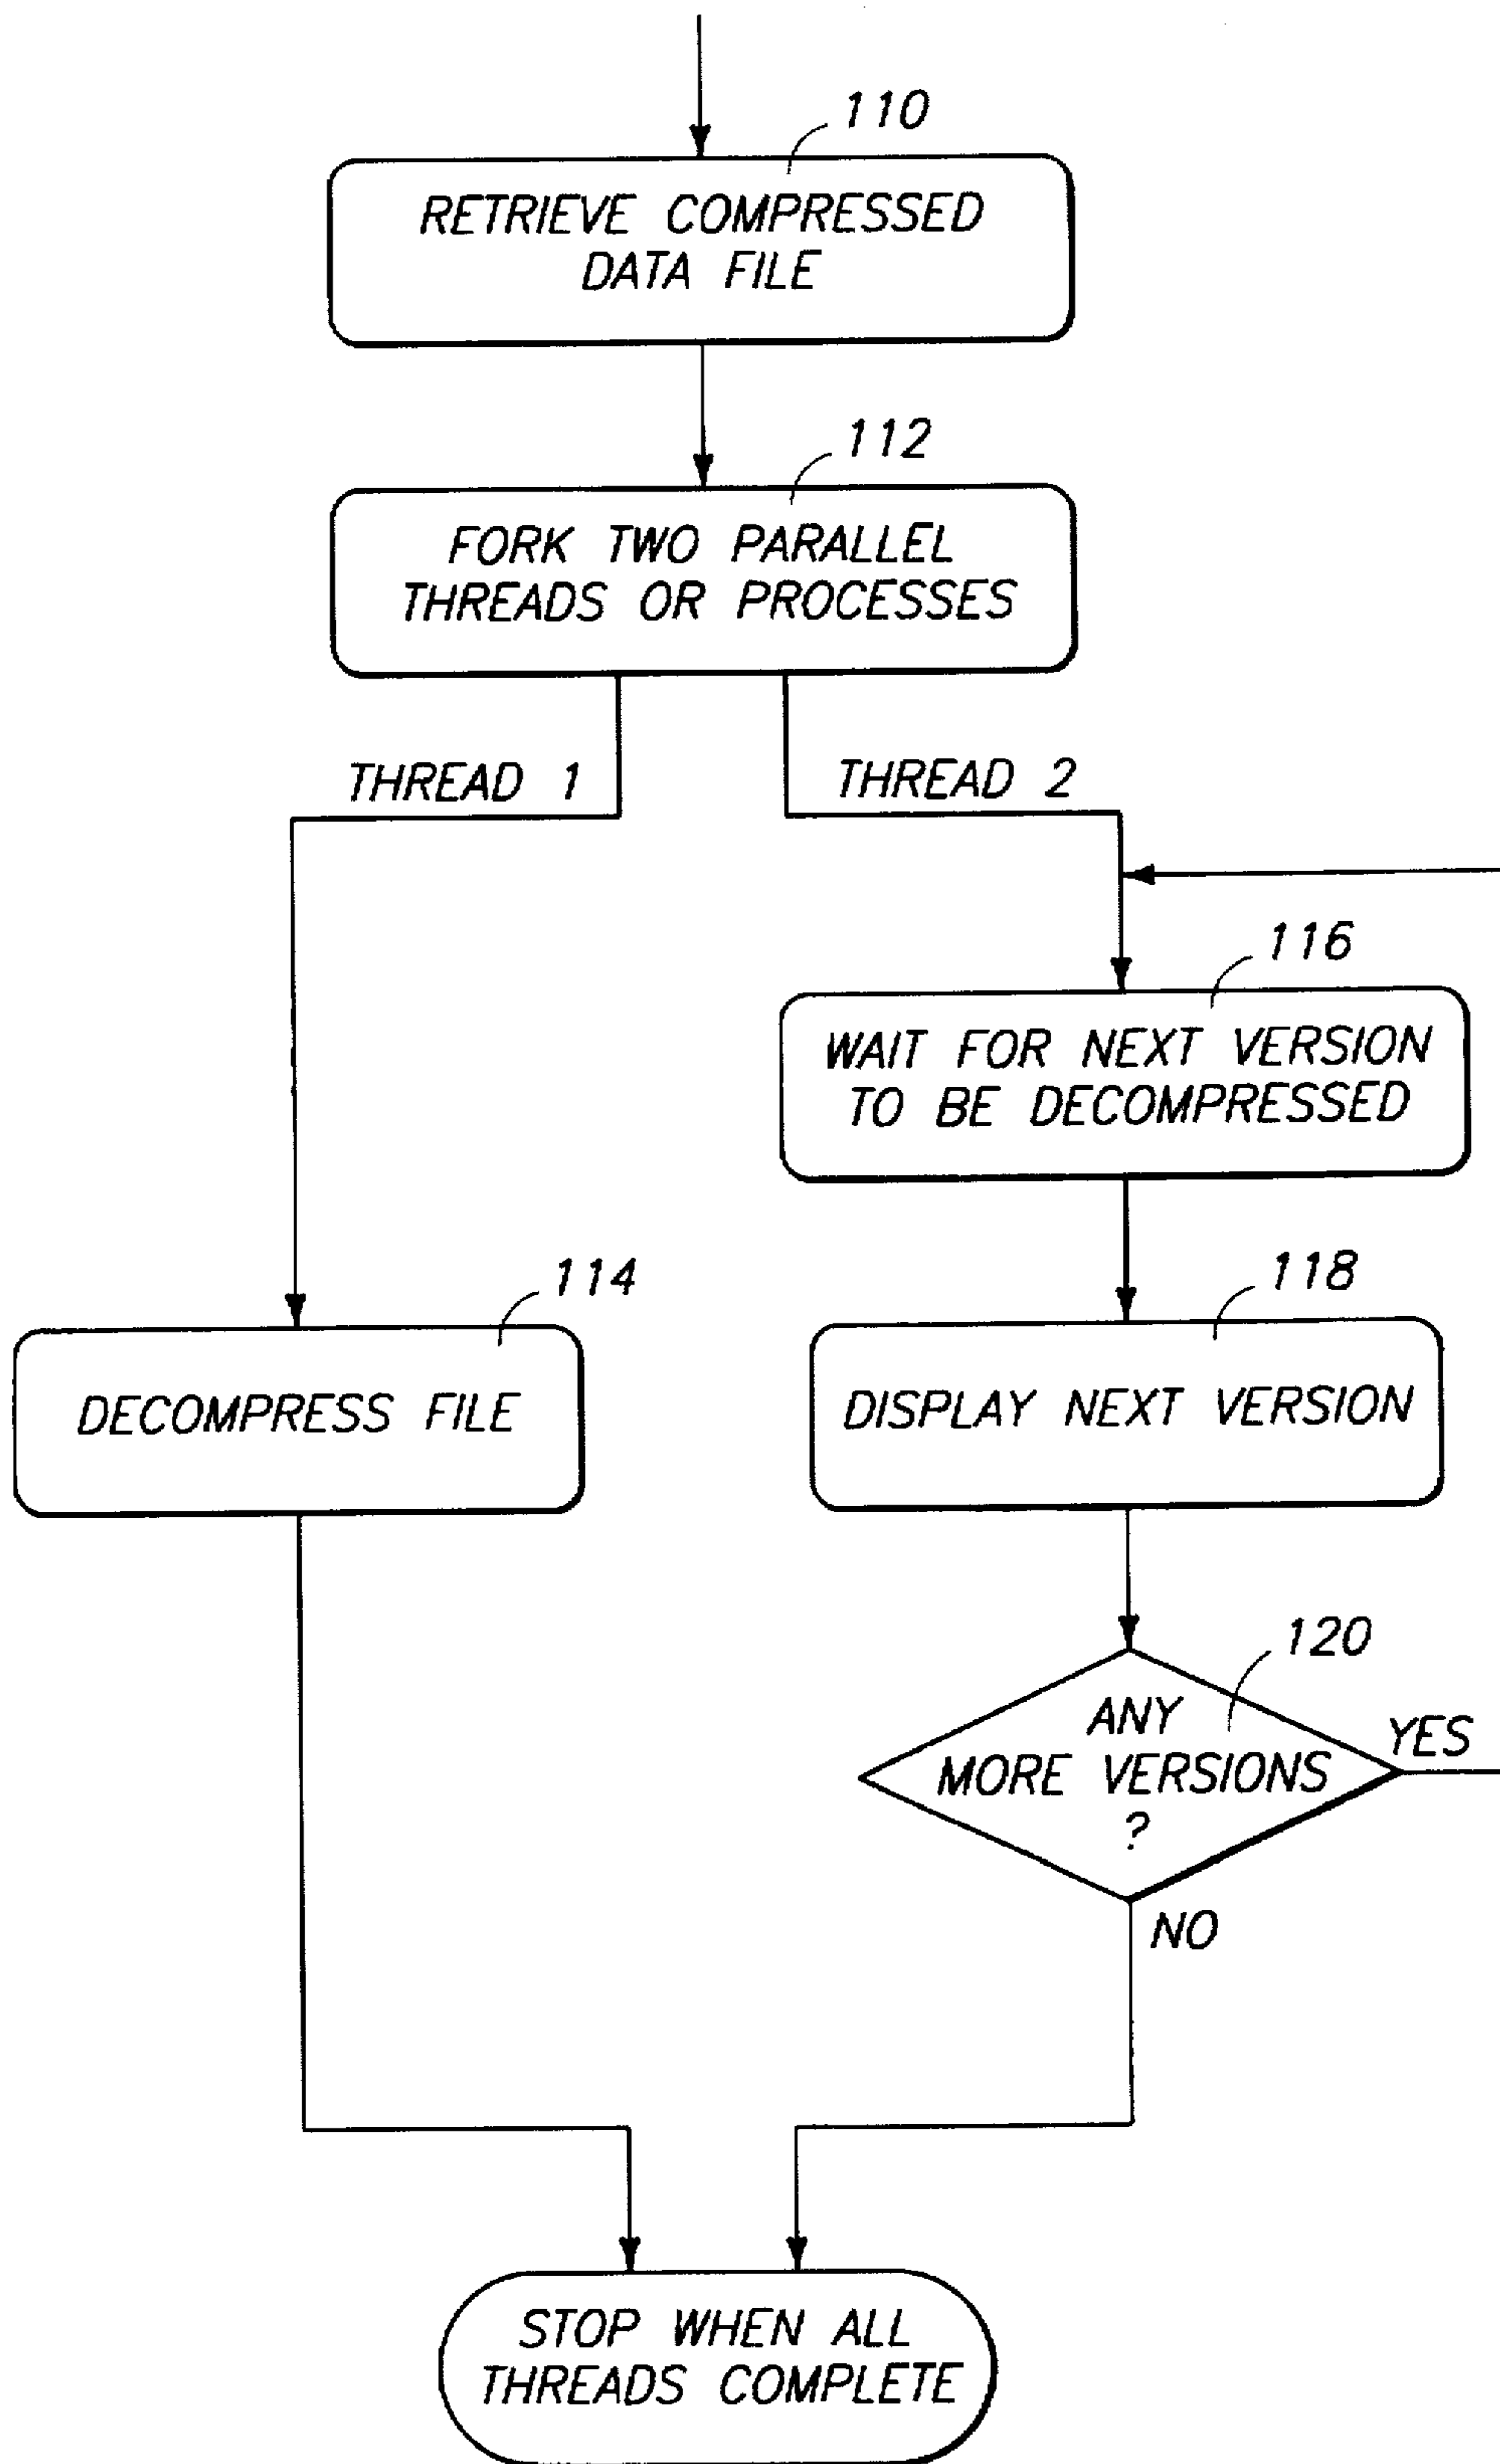 110
RETRIEVE COMPRESSED
DATA FILE
112
FORK TWO PARALLEL
THREADS OR PROCESSES
THREAD 1
THREAD 2
116
WAIT FOR NEXT VERSION
TO BE DECOMPRESSED
114
DECOMPRESS FILE
118
DISPLAY NEXT VERSION
120
ANY
MORE VERSIONS
?
YES
NO
STOP WHEN ALL
THREADS COMPLETE